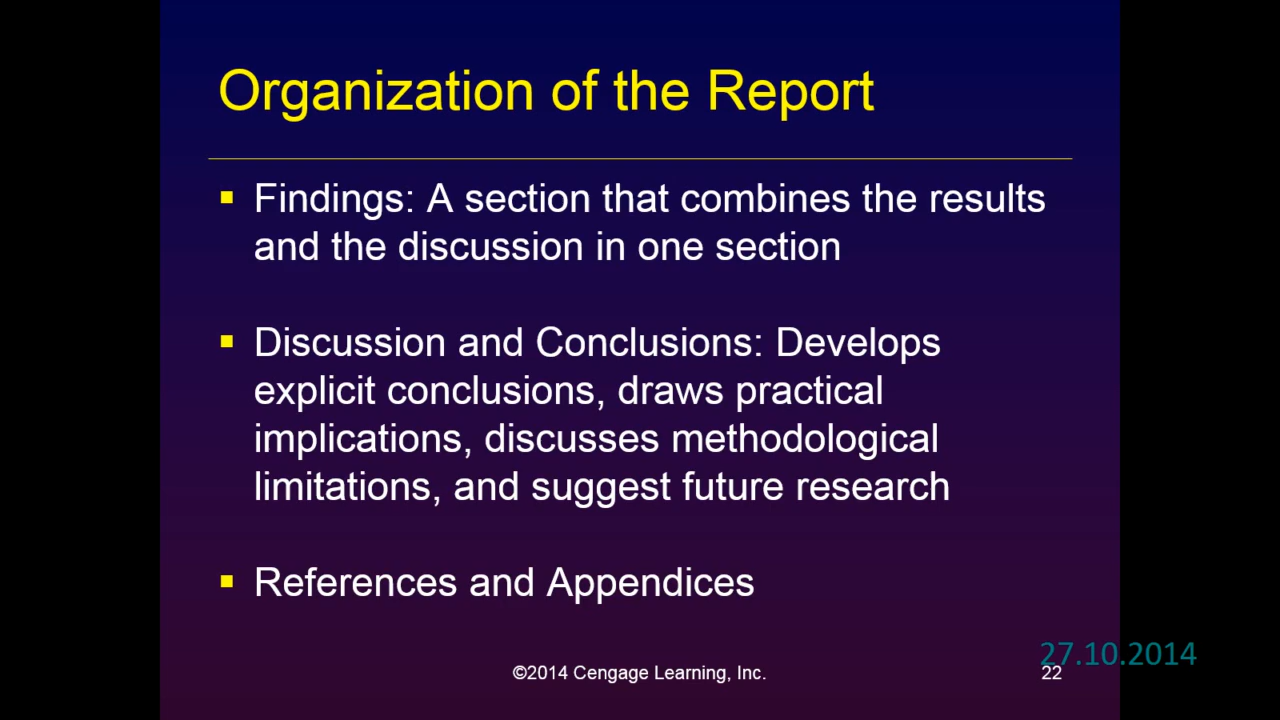 Organization of the Report
▪ Findings: A section that combines the results
and the discussion in one section
▪ Discussion and Conclusions: Develops
explicit conclusions, draws practical
implications, discusses methodological
limitations, and suggest future research
▪ References and Appendices
27.10.2014
©2014 Cengage Learning, Inc.
22